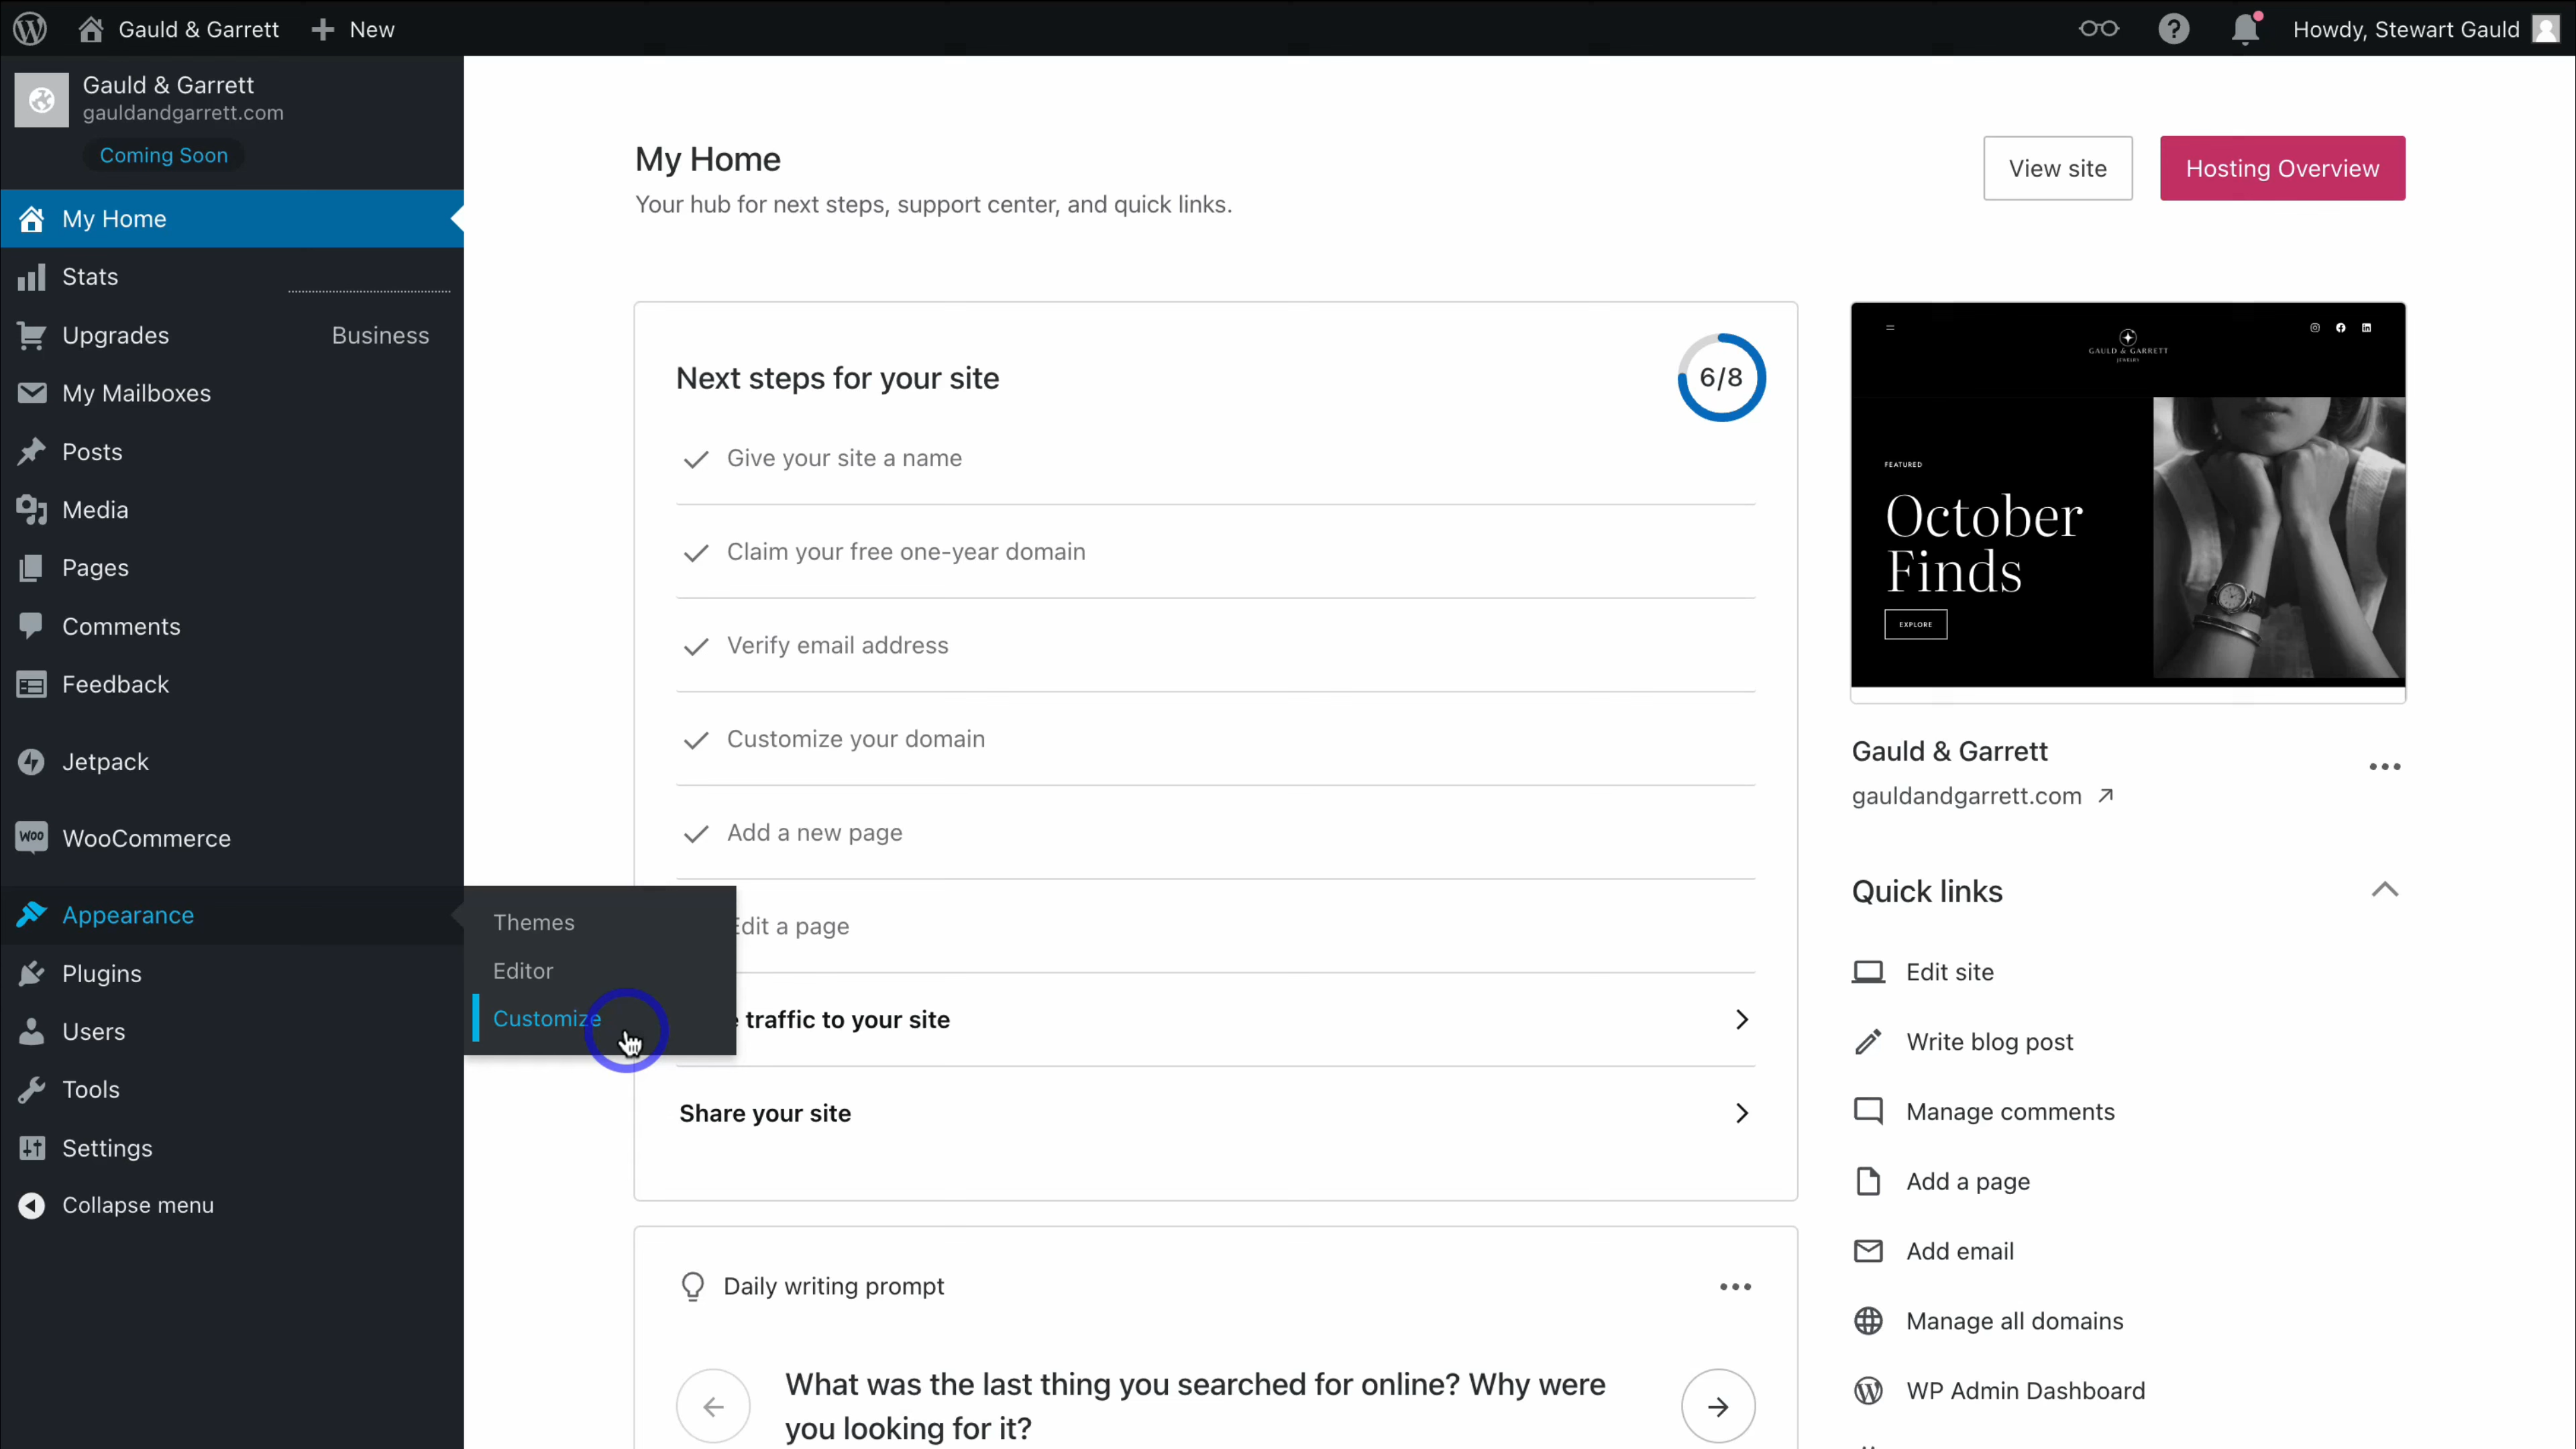 Gauld & Garrett
New
Howdy, Stewart Gauld
Gauld & Garrett
gauldandgarrett.com
Coming Soon
My Home
Stats
Upgrades
Business
My Mailboxes
Posts
Media
Pages
Comments
Feedback
Jetpack
Woo
WooCommerce
Appearance
Plugins
Users
Tools
Settings
Collapse menu
Themes
Editor
Customize
My Home
Your hub for next steps, support center, and quick links.
View site
Hosting Overview
Next steps for your site
6/8
Give your site a name
Claim your free one-year domain
Verify email address
Customize your domain
Add a new page
Edit a page
traffic to your site
Share your site
Daily writing prompt
What was the last thing you searched for online? Why were
you looking for it?
GAULD & GARRETT
JEWELRY
FEATURED
October
Finds
EXPLORE
Gauld & Garrett
gauldandgarrett.com
Quick links
Edit site
Write blog post
Manage comments
Add a page
Add email
Manage all domains
WP Admin Dashboard